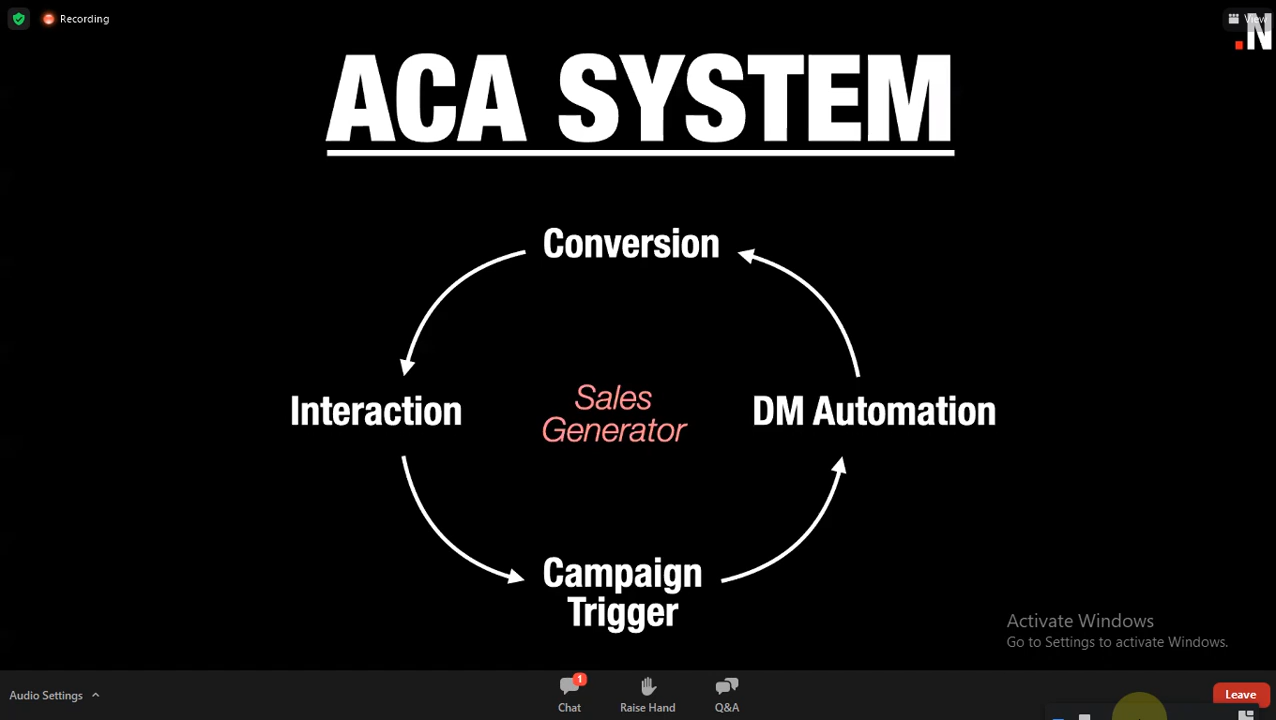 Recording
View
.N
ACA SYSTEM
Conversion
Interaction
Sales
Generator
DM Automation
Campaign
Trigger
Activate Windows
Go to Settings to activate Windows.
Audio Settings
1
Chat
Raise Hand
Q&A
Leave